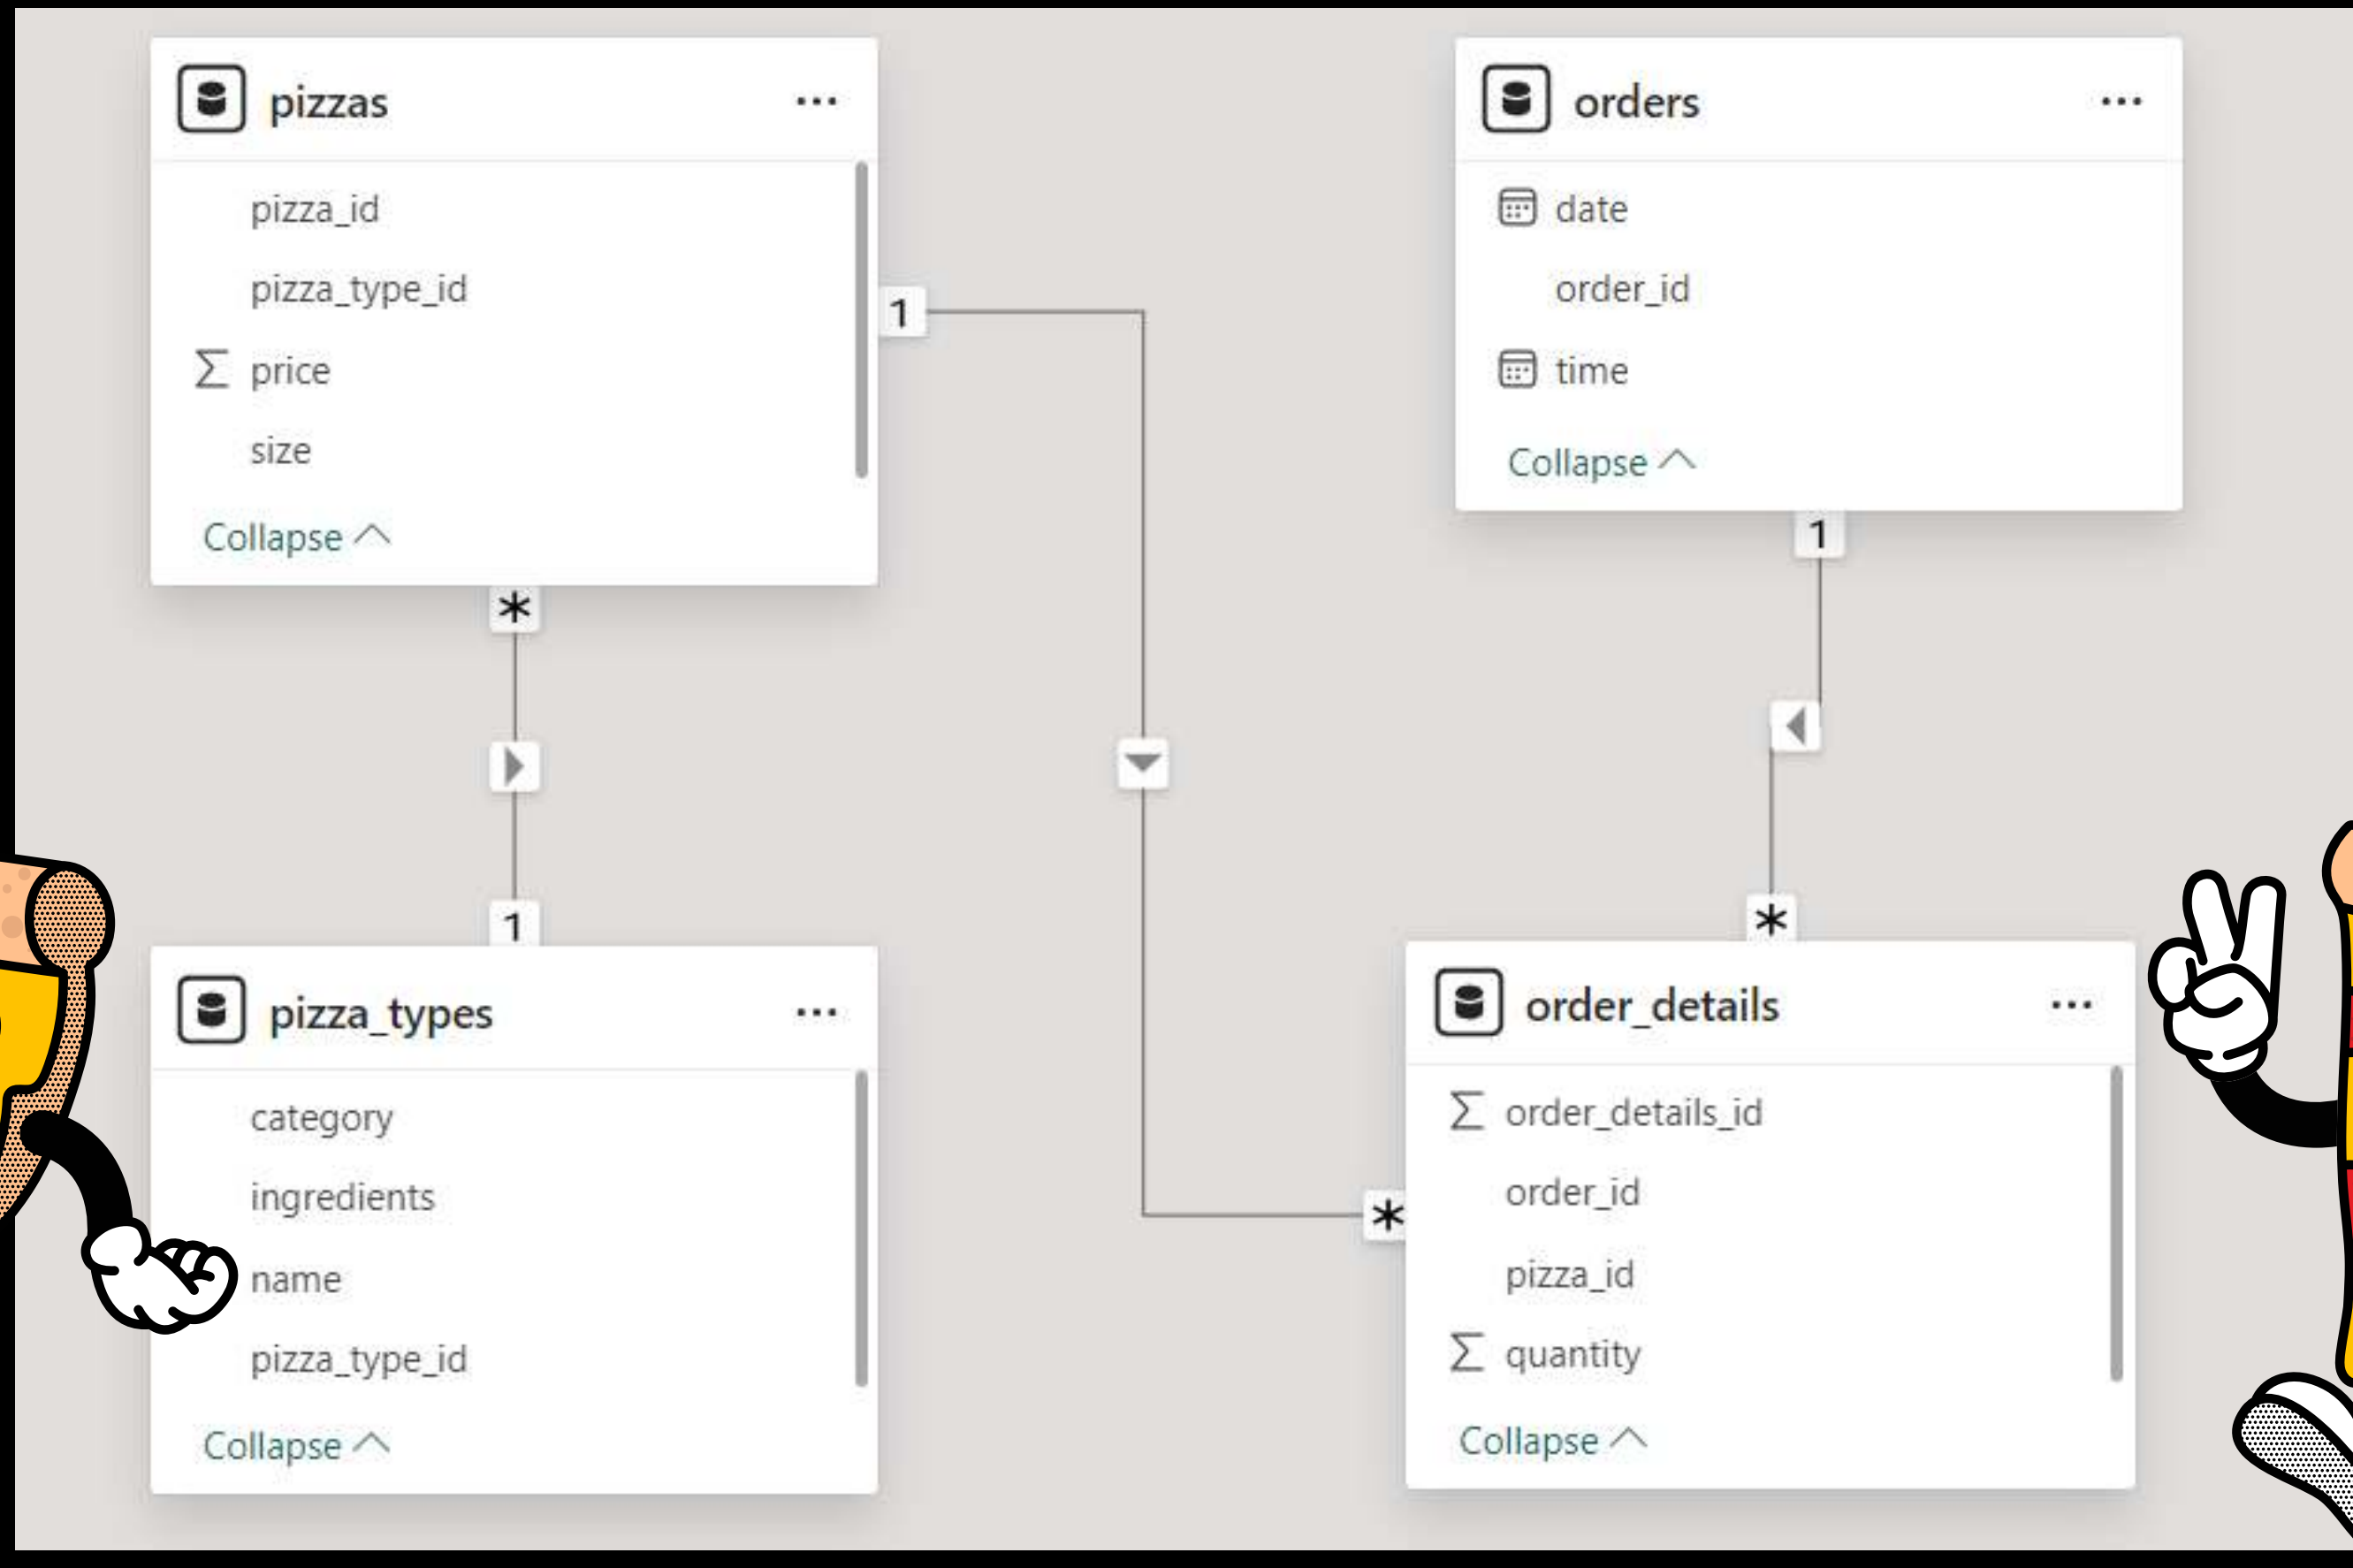 pizzas
...
pizza_id
pizza_type_id
Σ price
size
Collapse
1
*
1
orders
...
date
order_id
time
Collapse
1
*
pizza_types
...
category
ingredients
name
pizza_type_id
Collapse
*
1
order_details
...
Σ order_details_id
order_id
pizza_id
Σ quantity
Collapse